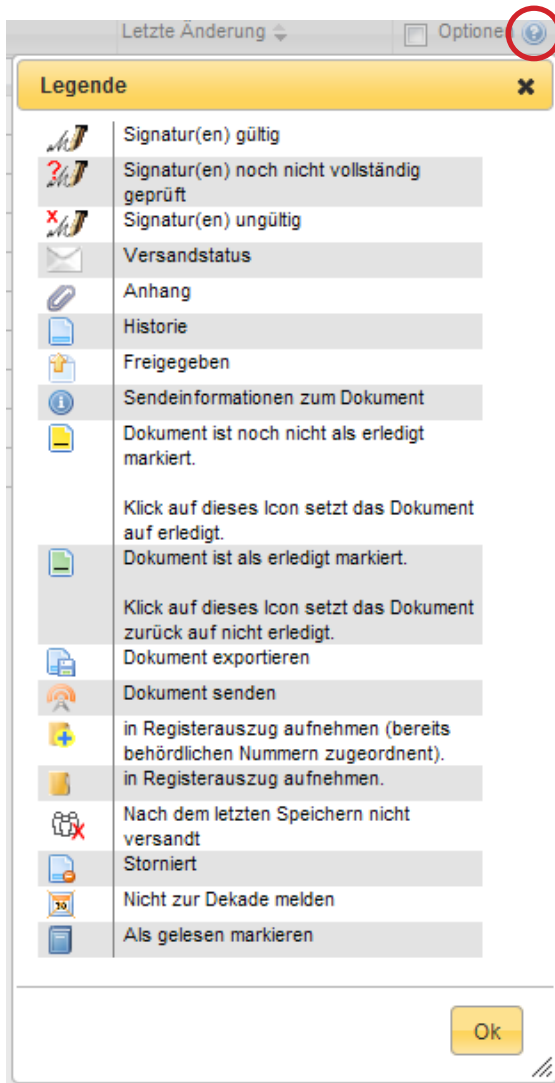 Letzte Änderung Optionen
Legende
Signatur(en) gültig
Signatur(en) noch nicht vollständig
geprüft
Signatur(en) ungültig
Versandstatus
Anhang
Historie
Freigegeben
Sendeinformationen zum Dokument
Dokument ist noch nicht als erledigt
markiert.
Klick auf dieses Icon setzt das Dokument
auf erledigt.
Dokument ist als erledigt markiert.
Klick auf dieses Icon setzt das Dokument
zurück auf nicht erledigt.
Dokument exportieren
Dokument senden
in Registerauszug aufnehmen (bereits
behördlichen Nummern zugeordnent).
in Registerauszug aufnehmen.
Nach dem letzten Speichern nicht
versandt
Storniert
Nicht zur Dekade melden
Als gelesen markieren
Ok